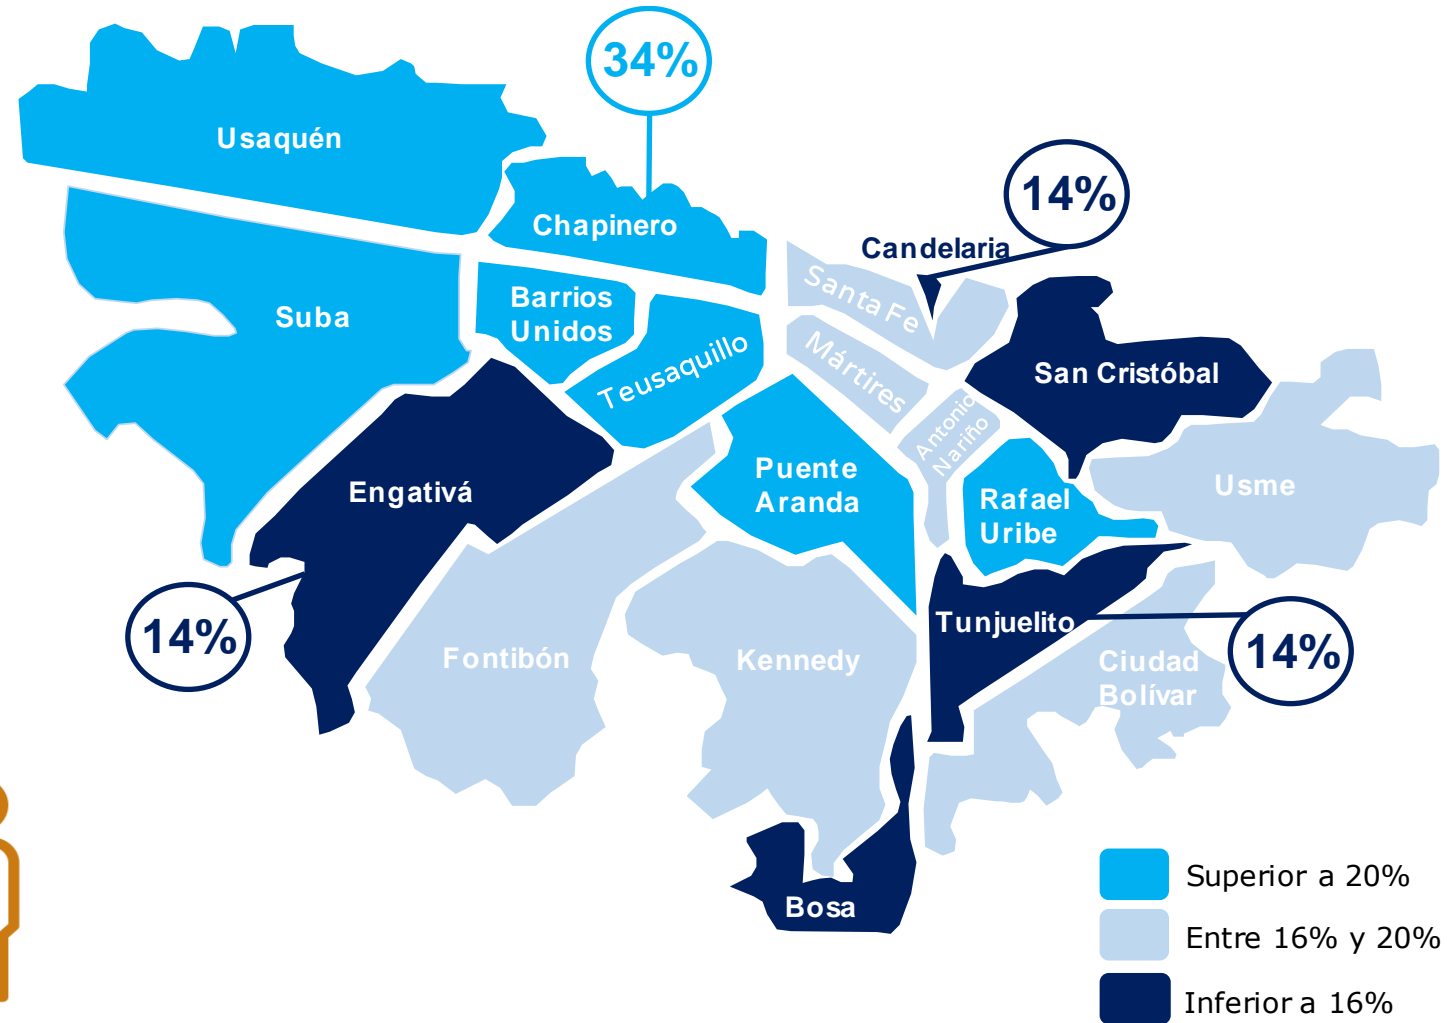 34%
Usaquén
14%
Chapinero
Candelaria
Santa Fe
Barrios
Unidos
Suba
Teusaquillo
Mártires
San Cristóbal
Antonio
Nariño
Puente
Aranda
Engativá
Rafael
Uribe
Usme
14%
Tunjuelito
14%
Fontibón
Kennedy
Ciudad
Bolívar
Bosa
Superior a 20%
Entre 16% y 20%
Inferior a 16%